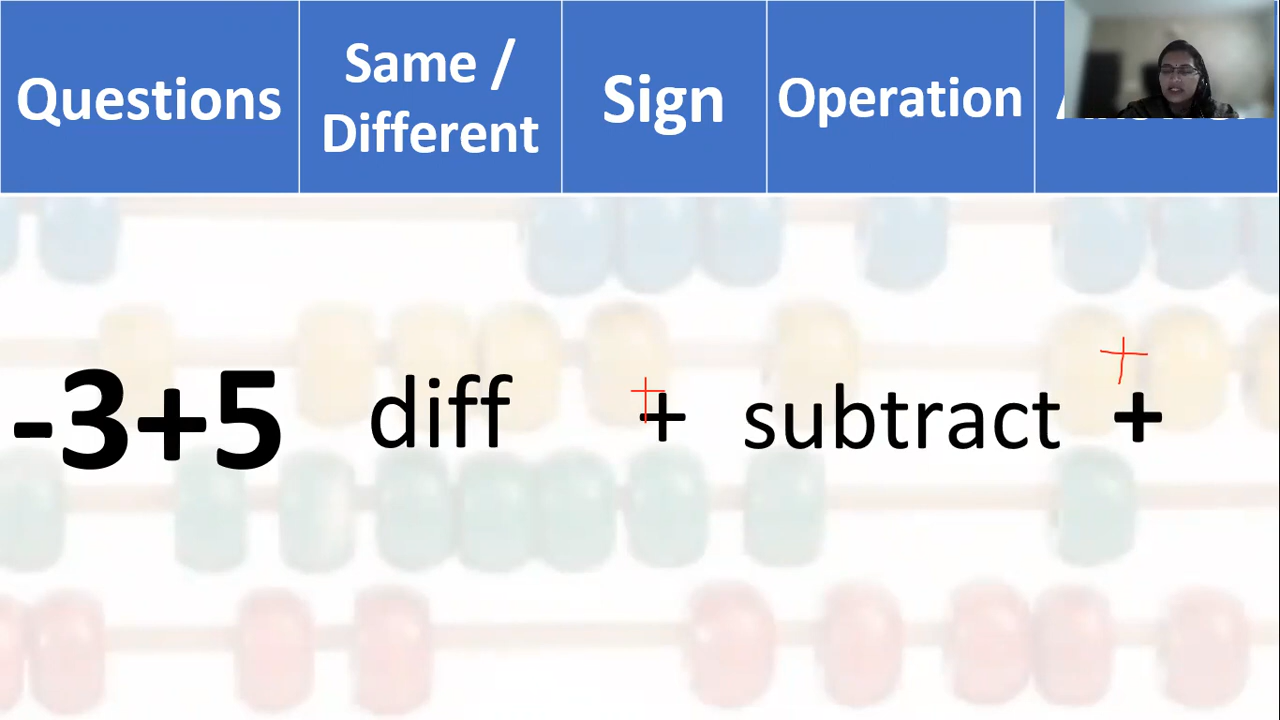 Questions
Same /
Different
Sign
Operation
-3+5
diff
+
+
subtract
+
+